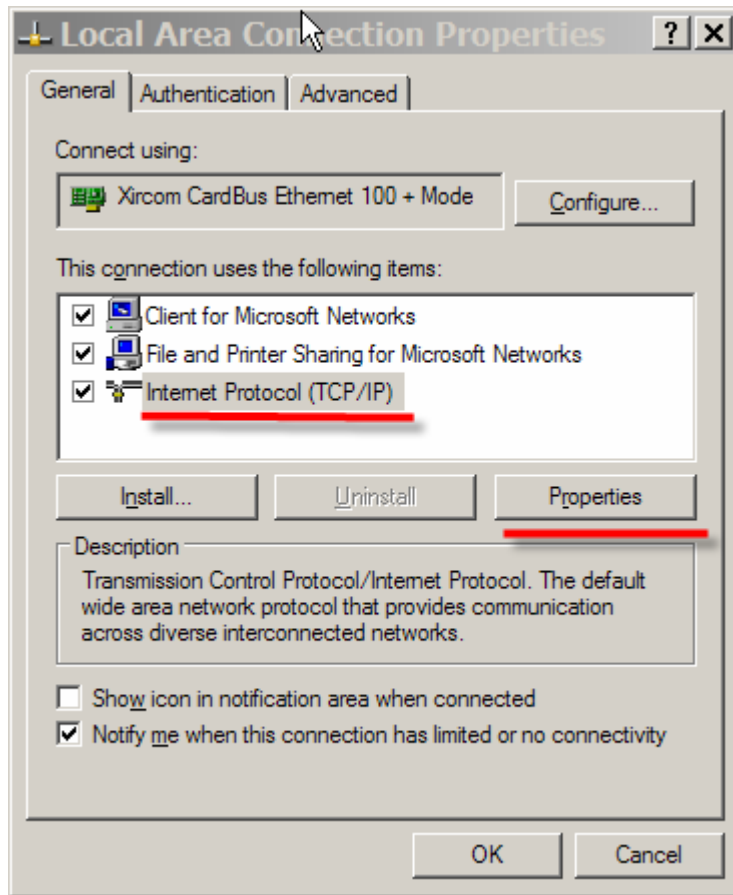 Local Area Connection Properties
General Authentication Advanced
Connect using:
Xircom CardBus Ethernet 100 + Mode Configure...
This connection uses the following items:
Client for Microsoft Networks
File and Printer Sharing for Microsoft Networks
Internet Protocol (TCP/IP)
Install... Uninstall Properties
Description
Transmission Control Protocol/Internet Protocol. The default
wide area network protocol that provides communication
across diverse interconnected networks.
Show icon in notification area when connected
Notify me when this connection has limited or no connectivity
OK Cancel